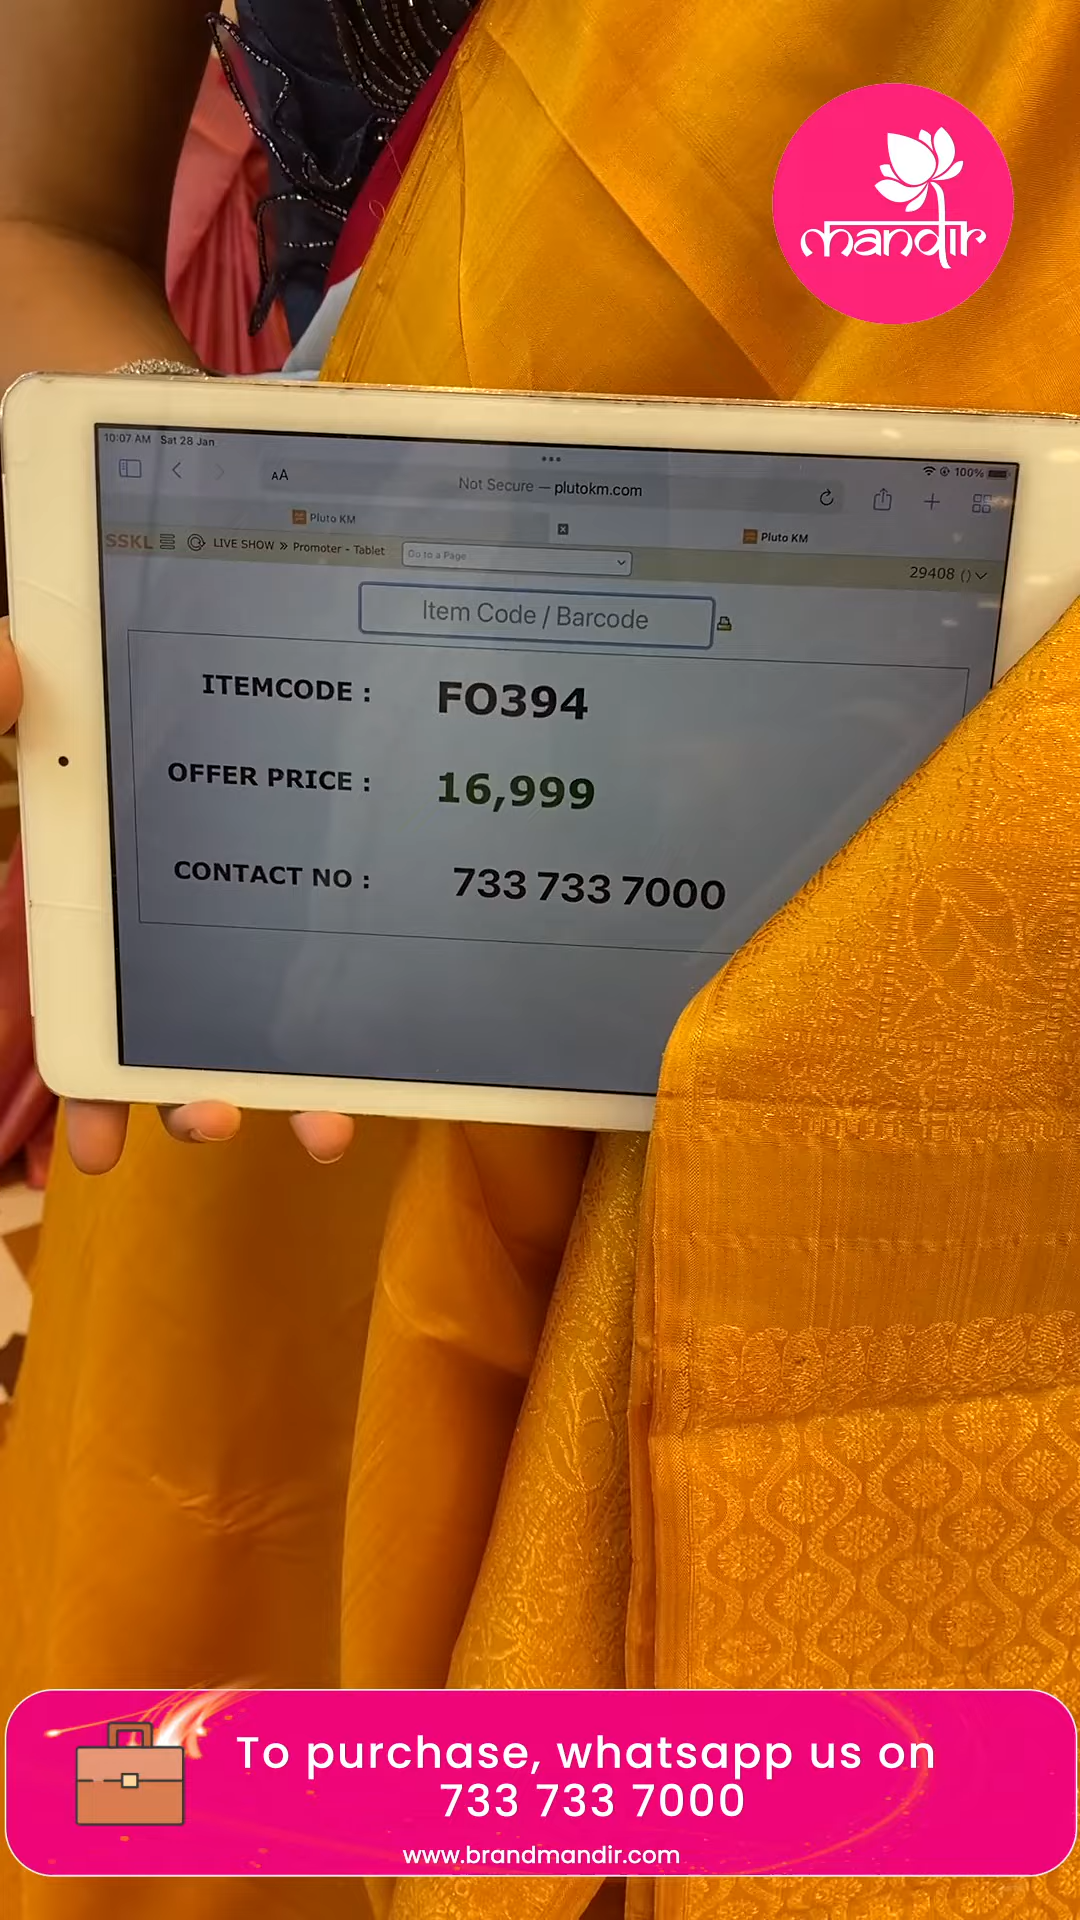 mandir
10:07 AM Sat 28 Jan
100%
AA
Not Secure — plutokm.com
Pluto KM
Pluto KM
SSKL
LIVE SHOW » Promoter - Tablet
Go to a Page
29408 ()
Item Code / Barcode
ITEMCODE : FO394
OFFER PRICE : 16,999
CONTACT NO : 733 733 7000
To purchase, whatsapp us on
733 733 7000
www.brandmandir.com